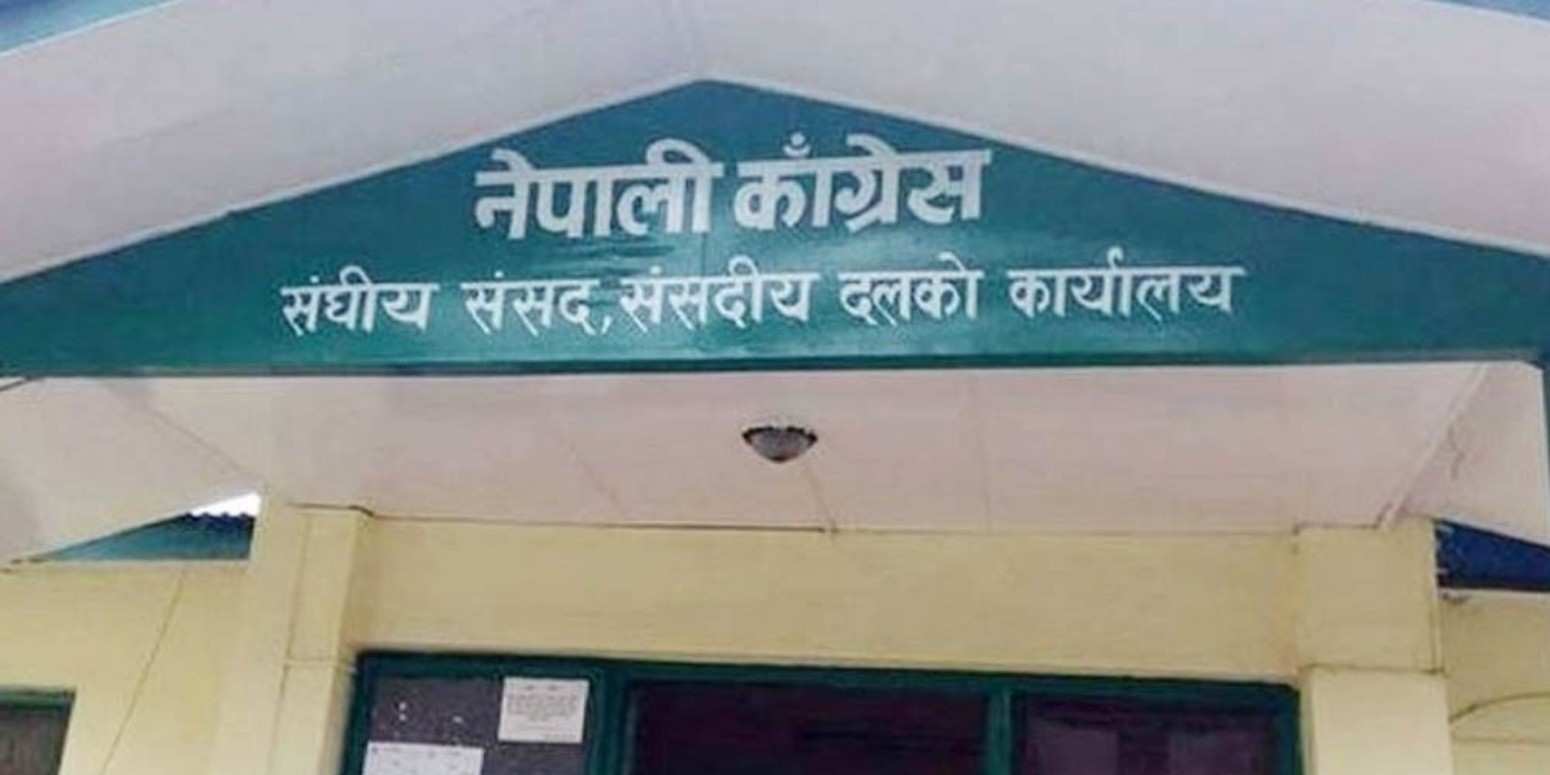 नेपाली काँग्रेस
संघीय संसद, संसदीय दलको कार्यालय